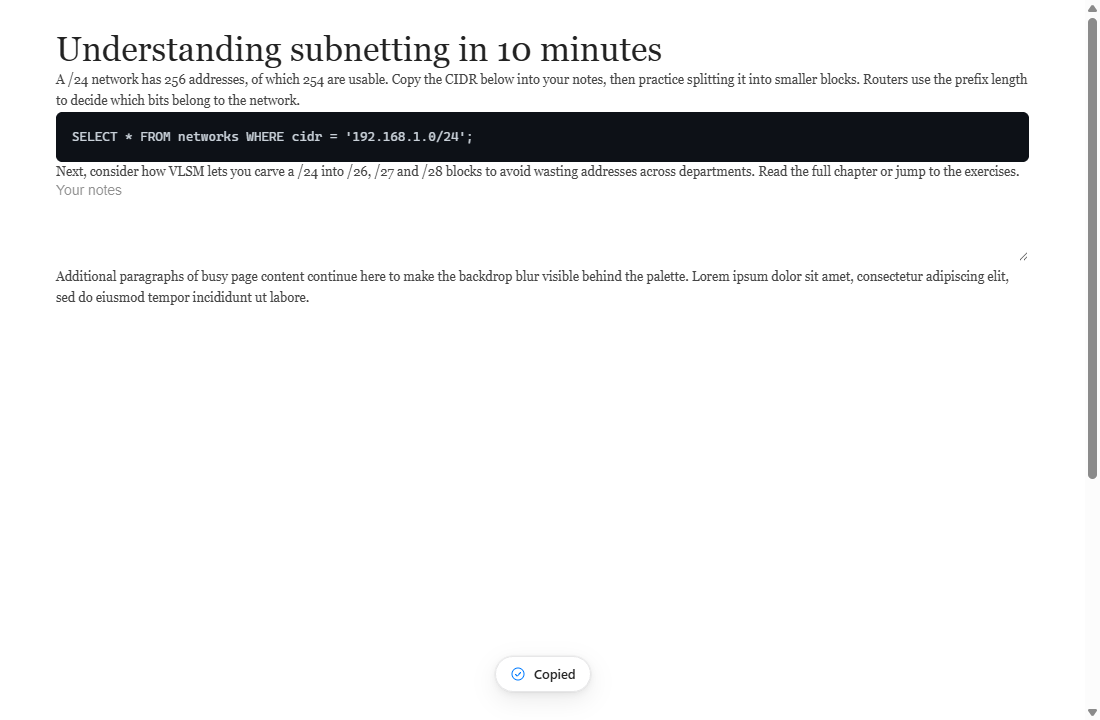 Understanding subnetting in 10 minutes
A /24 network has 256 addresses, of which 254 are usable. Copy the CIDR below into your notes, then practice splitting it into smaller blocks. Routers use the prefix length
to decide which bits belong to the network.
SELECT * FROM networks WHERE cidr = '192.168.1.0/24';
Next, consider how VLSM lets you carve a /24 into /26, /27 and /28 blocks to avoid wasting addresses across departments. Read the full chapter or jump to the exercises.
Your notes
Additional paragraphs of busy page content continue here to make the backdrop blur visible behind the palette. Lorem ipsum dolor sit amet, consectetur adipiscing elit,
sed do eiusmod tempor incididunt ut labore.
Copied